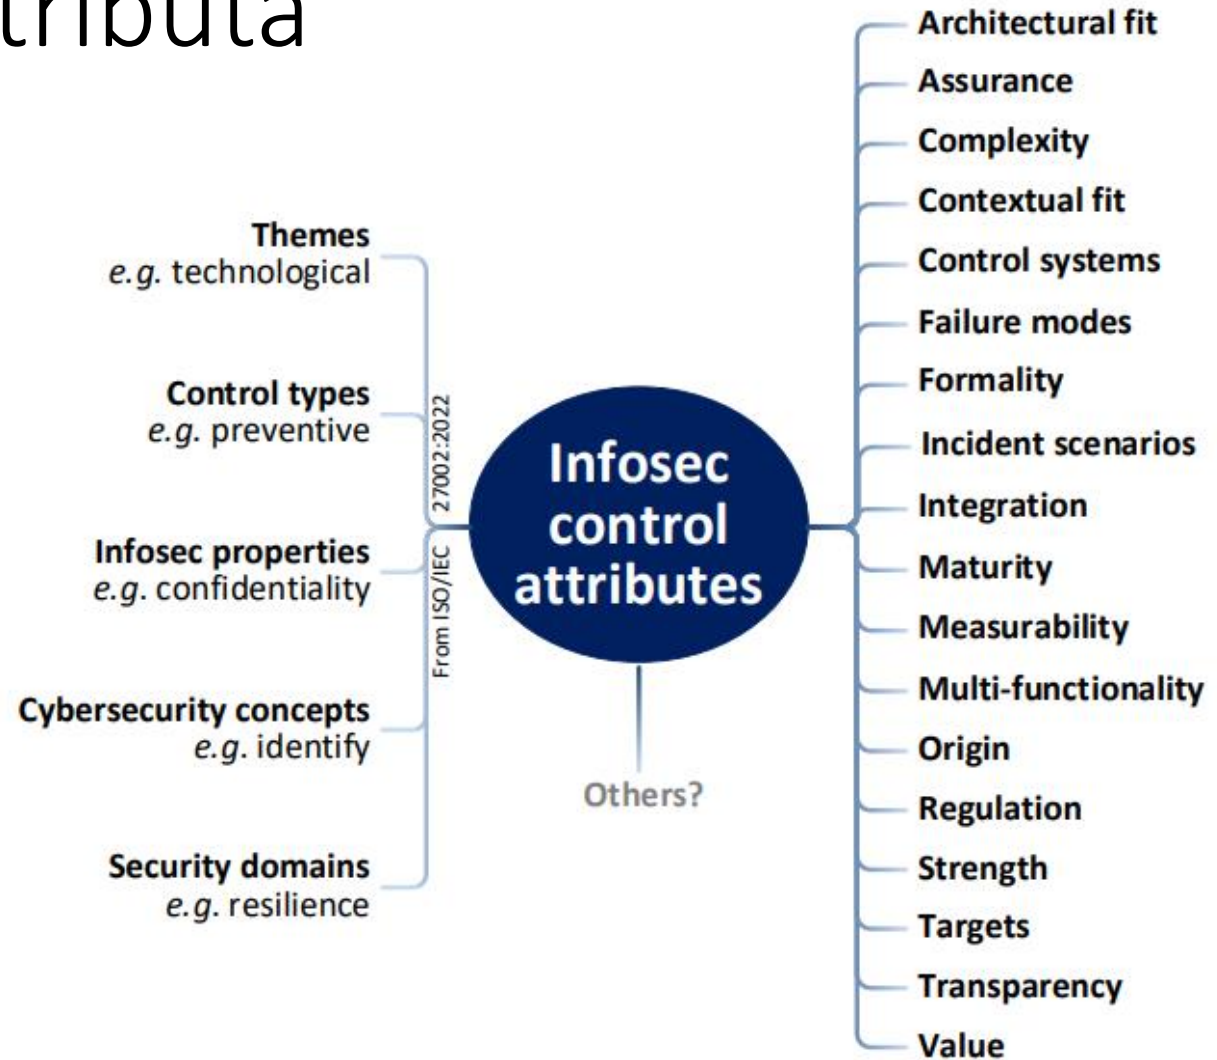 tributa
Themes
e.g. technological
Control types
e.g. preventive
Infosec properties
e.g. confidentiality
Cybersecurity concepts
e.g. identify
Security domains
e.g. resilience
From ISO/IEC 27002:2022
Infosec
control
attributes
Others?
Architectural fit
Assurance
Complexity
Contextual fit
Control systems
Failure modes
Formality
Incident scenarios
Integration
Maturity
Measurability
Multi-functionality
Origin
Regulation
Strength
Targets
Transparency
Value